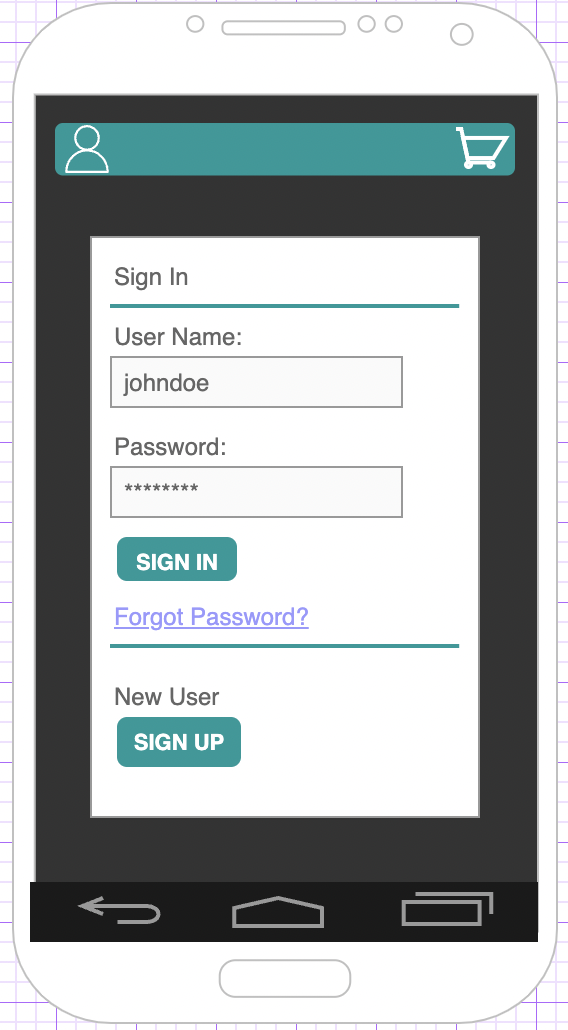 Sign In
User Name:
johndoe
Password:
********
SIGN IN
Forgot Password?
New User
SIGN UP